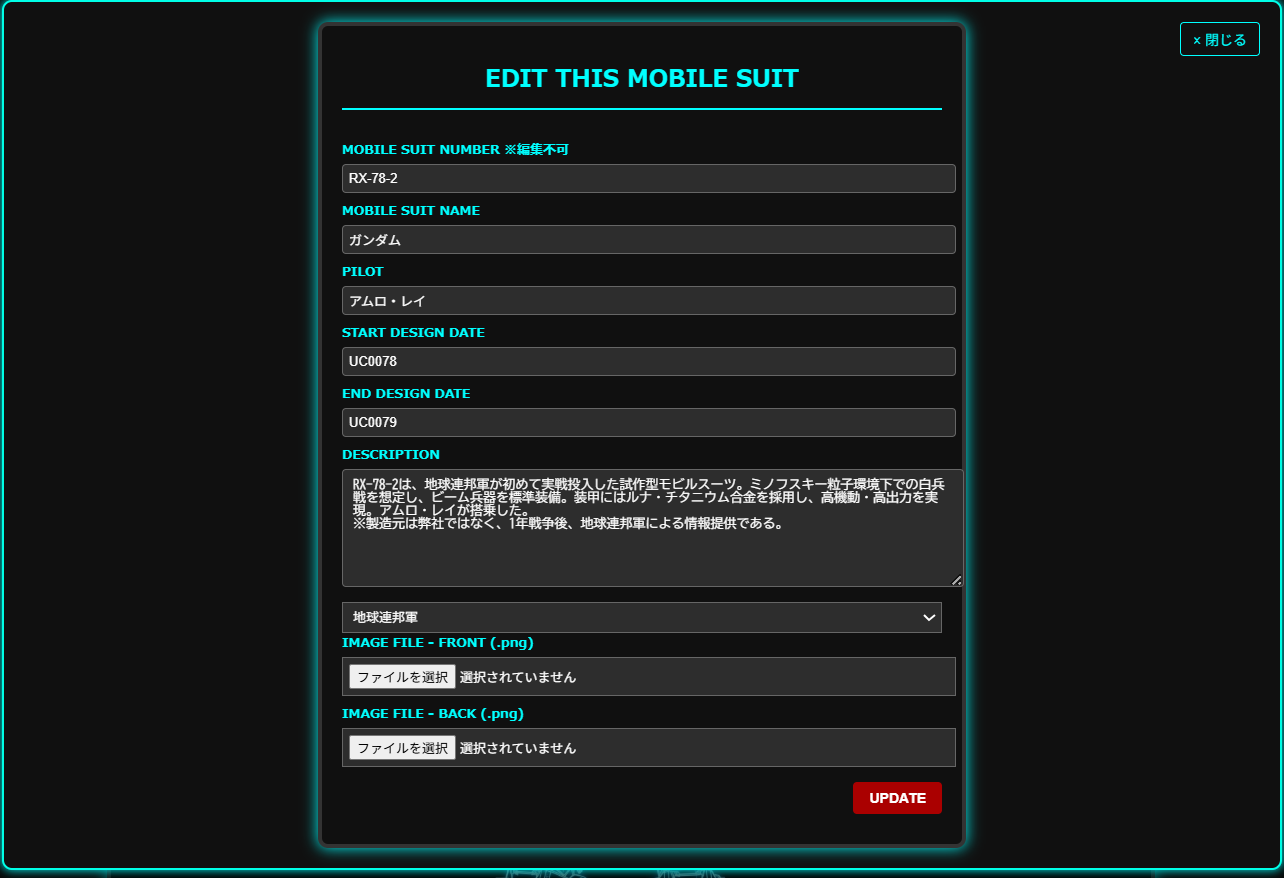 × 閉じる
EDIT THIS MOBILE SUIT
MOBILE SUIT NUMBER ※編集不可
RX-78-2
MOBILE SUIT NAME
ガンダム
PILOT
アムロ・レイ
START DESIGN DATE
UC0078
END DESIGN DATE
UC0079
DESCRIPTION
RX-78-2は、地球連邦軍が初めて実戦投入した試作型モビルスーツ。ミノフスキー粒子環境下での白兵
戦を想定し、ビーム兵器を標準装備。装甲にはルナ・チタニウム合金を採用し、高機動・高出力を実
現。アムロ・レイが搭乗した。
※製造元は弊社ではなく、1年戦争後、地球連邦軍による情報提供である。
地球連邦軍
IMAGE FILE - FRONT (.png)
ファイルを選択 選択されていません
IMAGE FILE - BACK (.png)
ファイルを選択 選択されていません
UPDATE